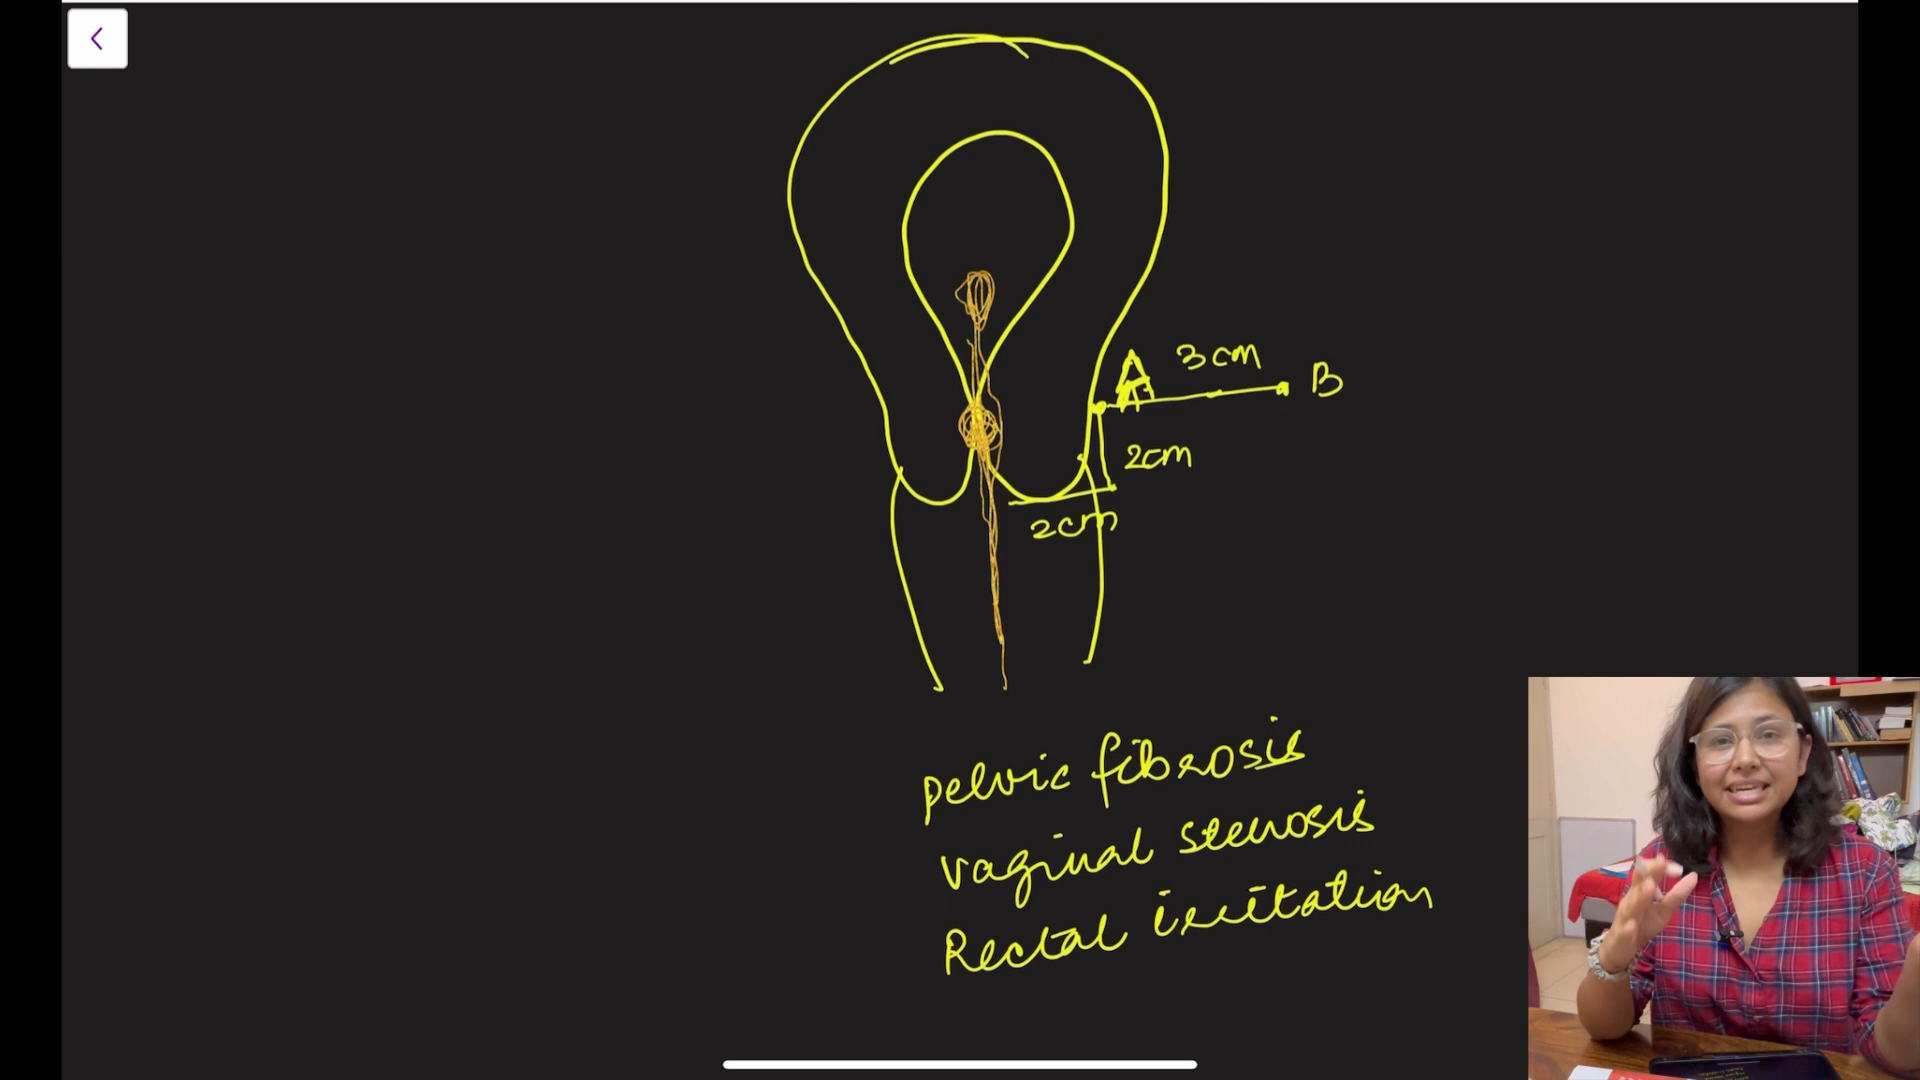 A 3cm B
2cm
2cm
pelvic fibrosis
vaginal stenosis
Rectal irritation